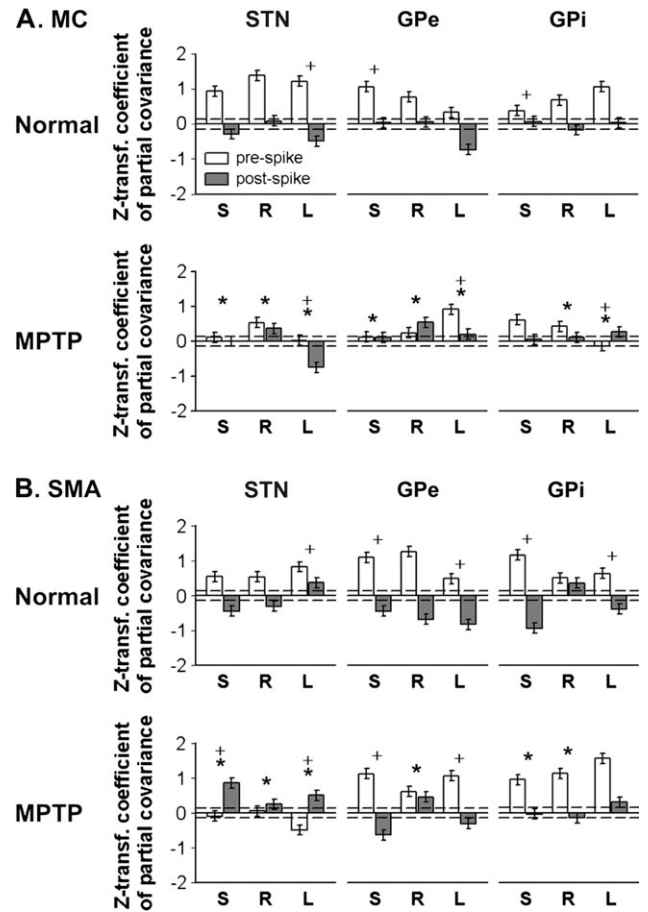 A. MC
STN GPe GPi
Normal
Z-transf. coefficient
of partial covariance
2
1
0
-1
-2
+ + +
pre-spike
post-spike
S R L S R L S R L
MPTP
Z-transf. coefficient
of partial covariance
2
1
0
-1
-2
+ + +
* * * * * * * *
S R L S R L S R L
B. SMA
STN GPe GPi
Normal
Z-transf. coefficient
of partial covariance
2
1
0
-1
-2
+ + + + +
S R L S R L S R L
MPTP
Z-transf. coefficient
of partial covariance
2
1
0
-1
-2
+ + + +
* * * * * *
S R L S R L S R L